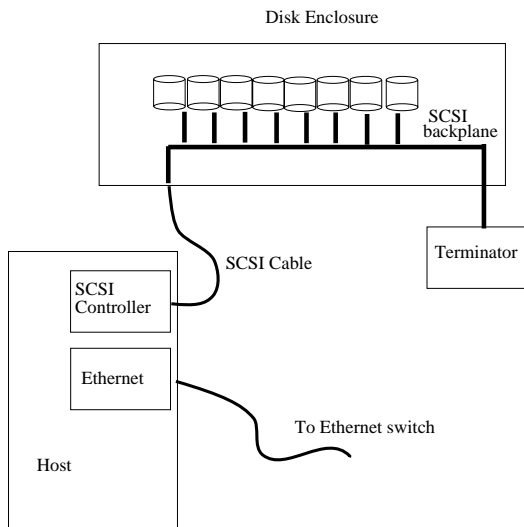 Disk Enclosure
SCSI
backplane
Terminator
SCSI Cable
SCSI
Controller
Ethernet
To Ethernet switch
Host